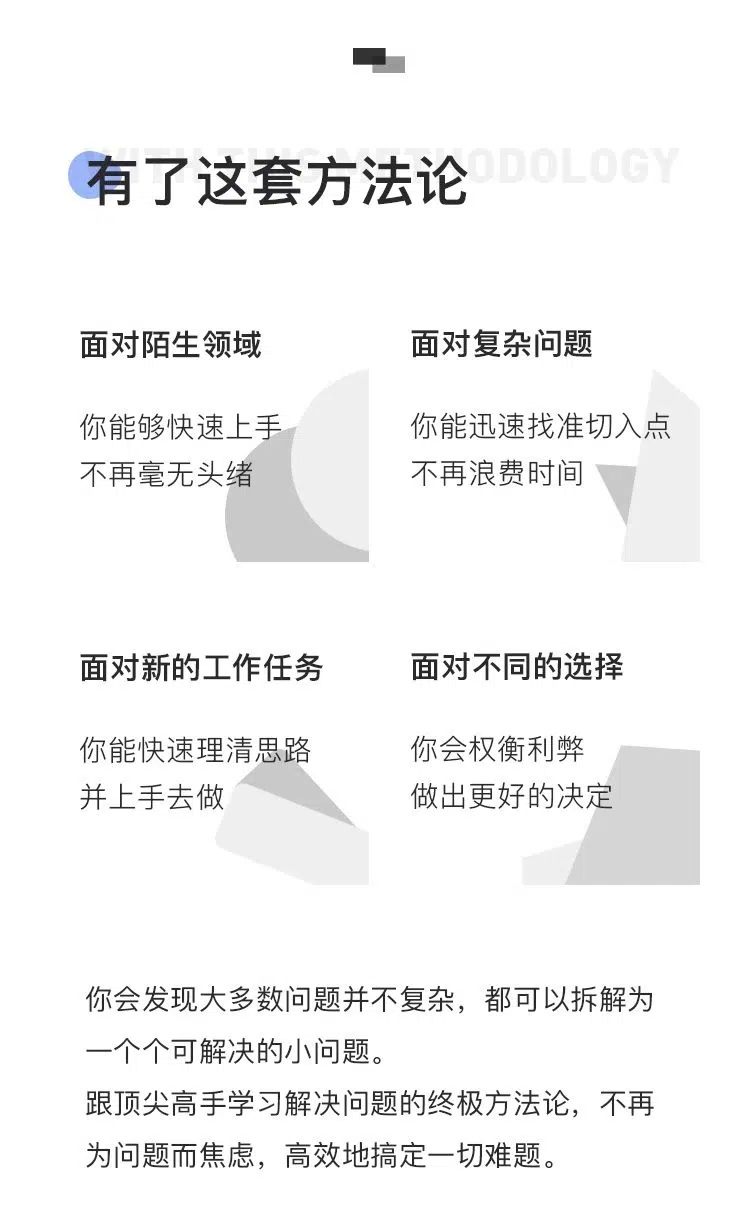 WITH THIS METHODOLOGY
有了这套方法论
面对陌生领域
你能够快速上手
不再毫无头绪
面对复杂问题
你能迅速找准切入点
不再浪费时间
面对新的工作任务
你能快速理清思路
并上手去做
面对不同的选择
你会权衡利弊
做出更好的决定
你会发现大多数问题并不复杂，都可以拆解为
一个个可解决的小问题。
跟顶尖高手学习解决问题的终极方法论，不再
为问题而焦虑，高效地搞定一切难题。